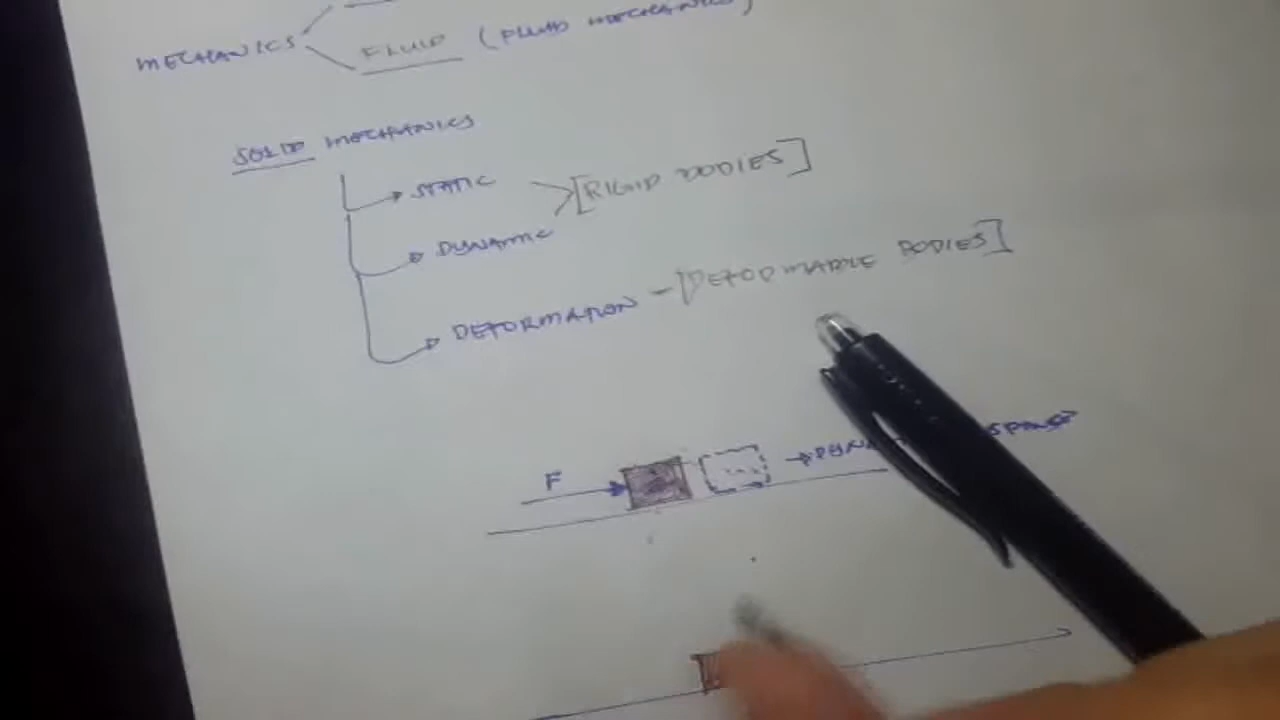 MECHANICS
FLUID (FLUID MECHANICS)
SOLID MECHANICS
STATIC
[RIGID BODIES]
DYNAMIC
DEFORMATION - [DEFORMABLE BODIES]
F